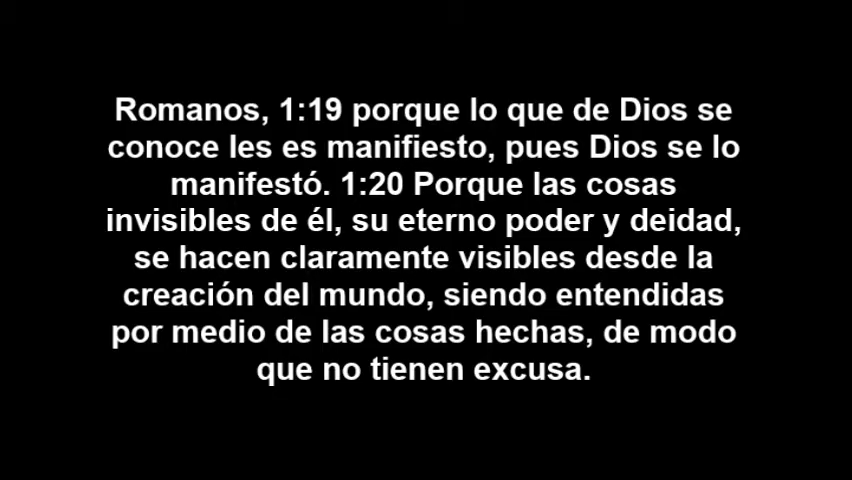 Romanos, 1:19 porque lo que de Dios se
conoce les es manifiesto, pues Dios se lo
manifestó. 1:20 Porque las cosas
invisibles de él, su eterno poder y deidad,
se hacen claramente visibles desde la
creación del mundo, siendo entendidas
por medio de las cosas hechas, de modo
que no tienen excusa.